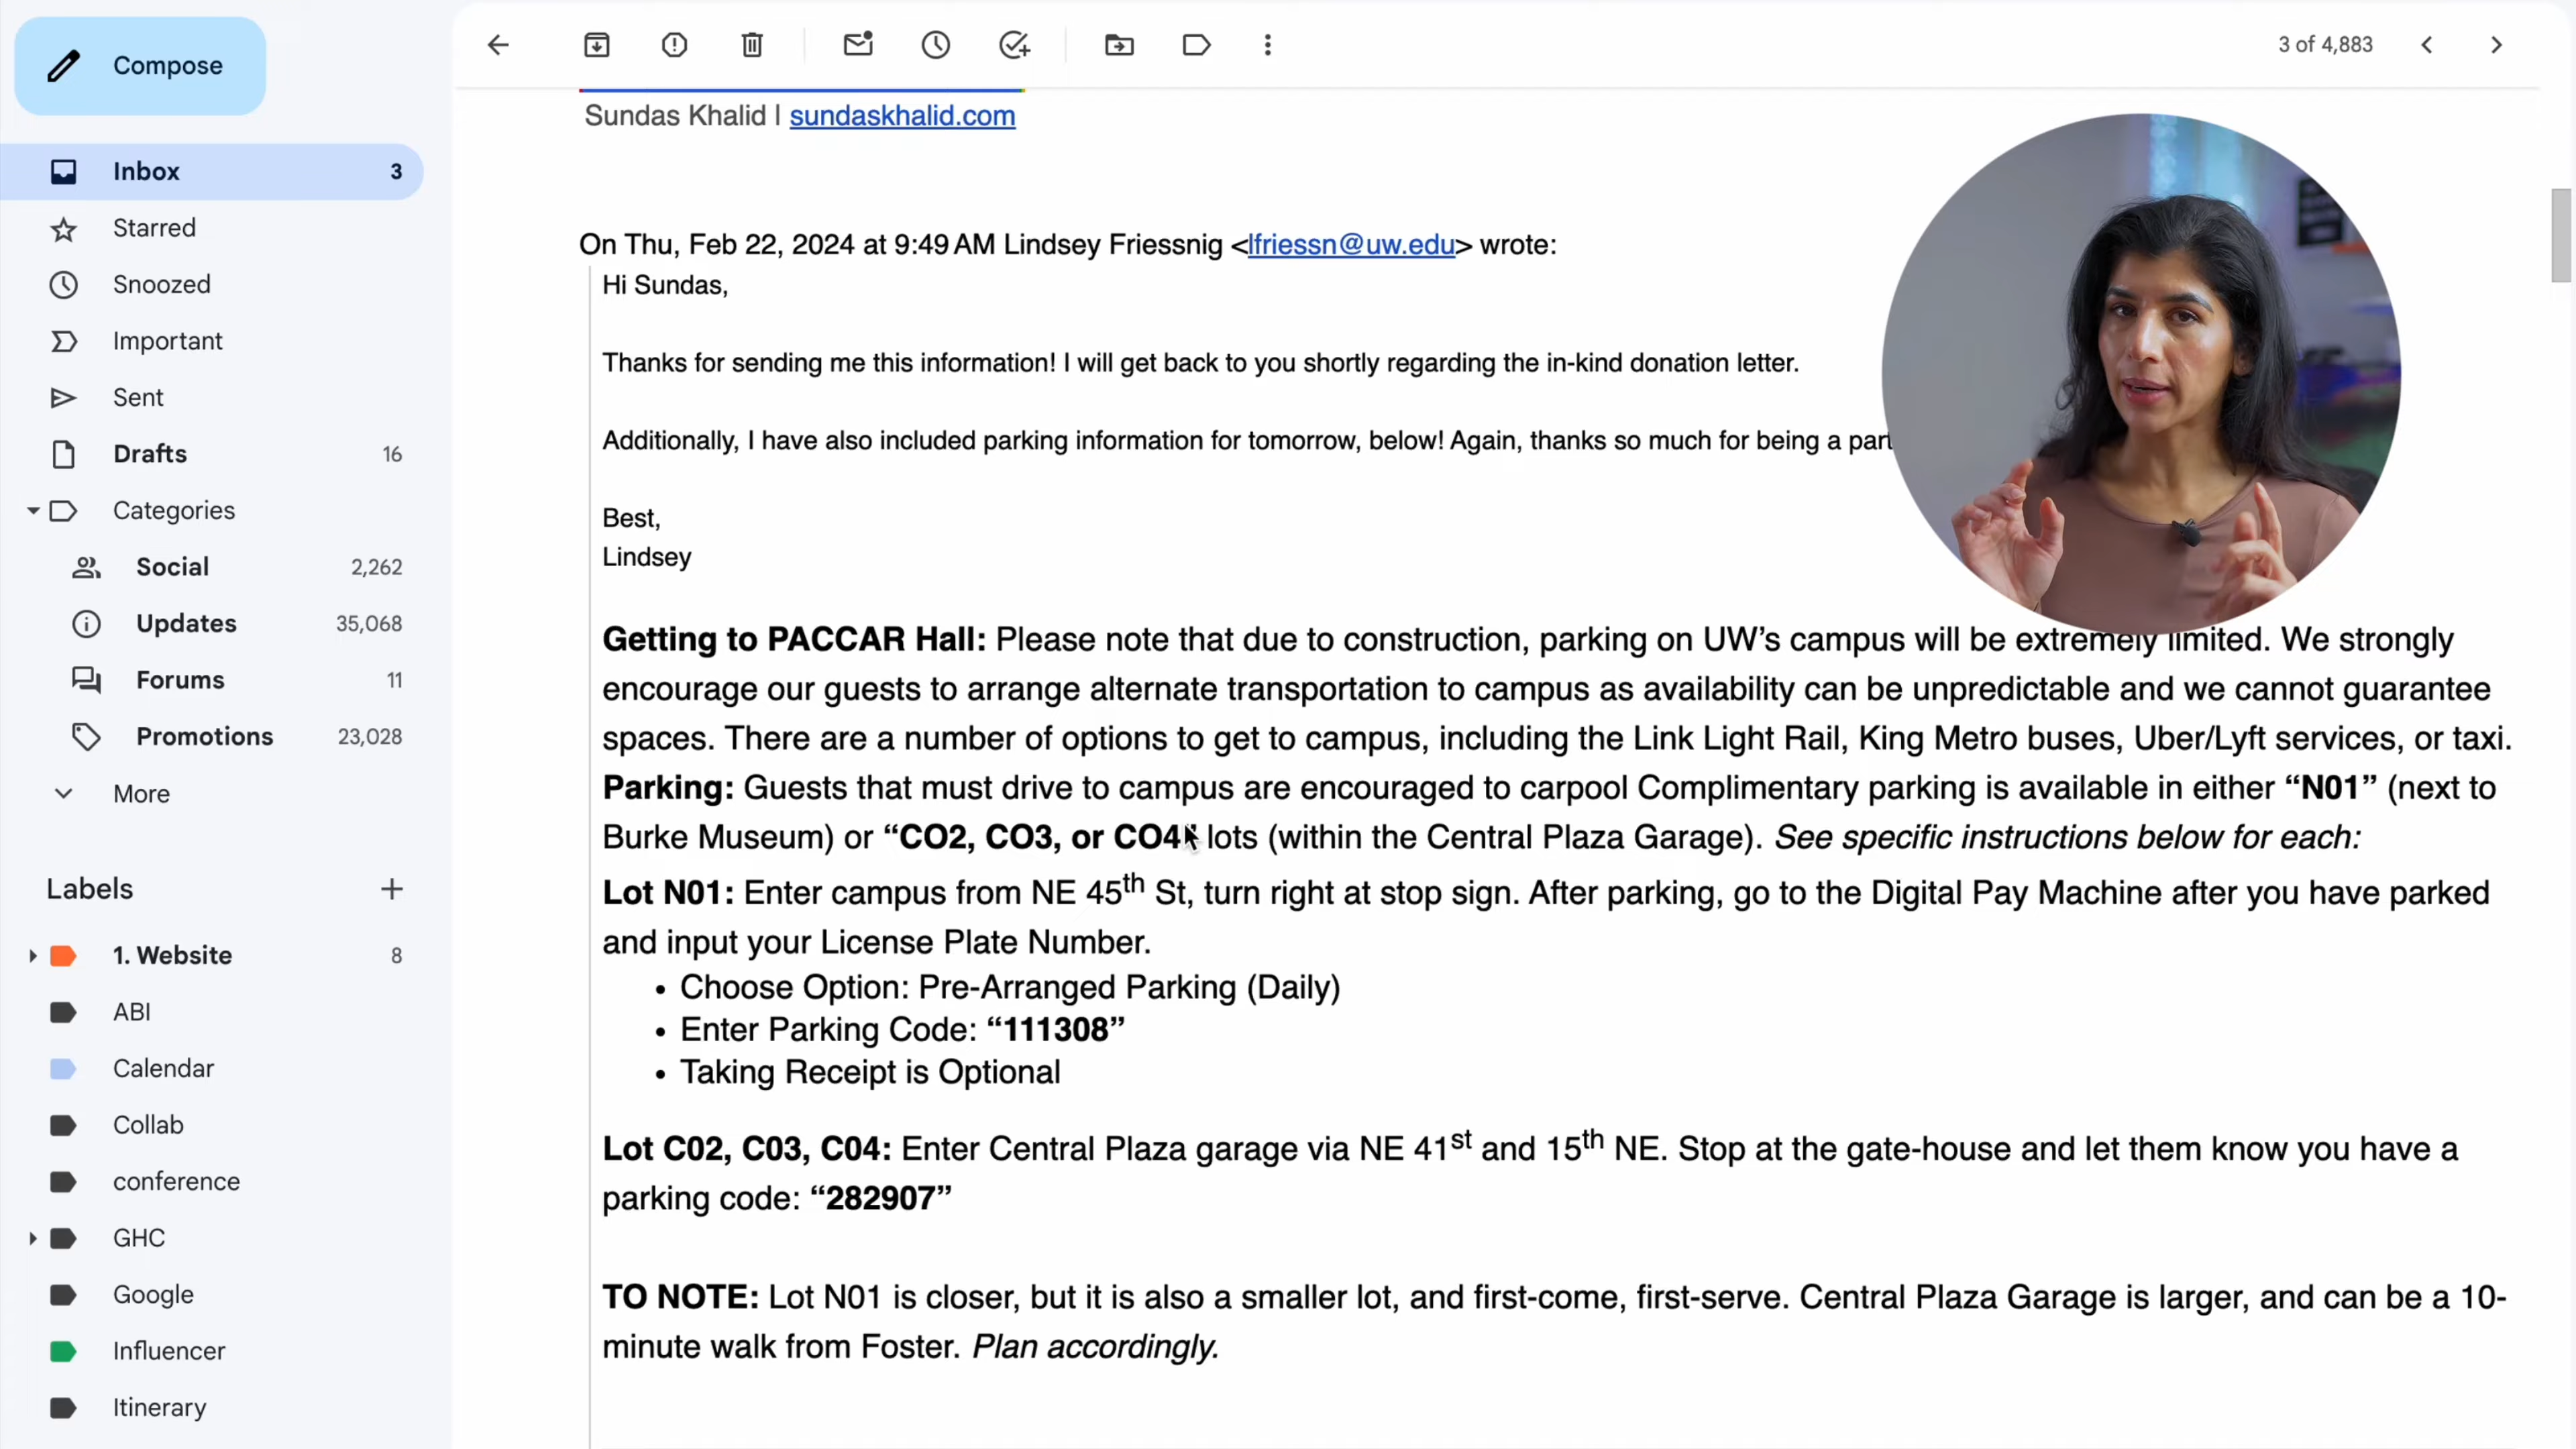 Compose
3 of 4,883
Inbox 3
Starred
Snoozed
Important
Sent
Drafts 16
Categories
Social 2,262
Updates 35,068
Forums 11
Promotions 23,028
More
Labels +
1. Website 8
ABI
Calendar
Collab
conference
GHC
Google
Influencer
Itinerary
Sundas Khalid | sundaskhalid.com
On Thu, Feb 22, 2024 at 9:49 AM Lindsey Friessnig <lfriessn@uw.edu> wrote:
Hi Sundas,
Thanks for sending me this information! I will get back to you shortly regarding the in-kind donation letter.
Additionally, I have also included parking information for tomorrow, below! Again, thanks so much for being a part
Best,
Lindsey
Getting to PACCAR Hall: Please note that due to construction, parking on UW’s campus will be extremely limited. We strongly
encourage our guests to arrange alternate transportation to campus as availability can be unpredictable and we cannot guarantee
spaces. There are a number of options to get to campus, including the Link Light Rail, King Metro buses, Uber/Lyft services, or taxi.
Parking: Guests that must drive to campus are encouraged to carpool Complimentary parking is available in either “N01” (next to
Burke Museum) or “CO2, CO3, or CO4” lots (within the Central Plaza Garage). See specific instructions below for each:
Lot N01: Enter campus from NE 45th St, turn right at stop sign. After parking, go to the Digital Pay Machine after you have parked
and input your License Plate Number.
• Choose Option: Pre-Arranged Parking (Daily)
• Enter Parking Code: “111308”
• Taking Receipt is Optional
Lot C02, C03, C04: Enter Central Plaza garage via NE 41st and 15th NE. Stop at the gate-house and let them know you have a
parking code: “282907”
TO NOTE: Lot N01 is closer, but it is also a smaller lot, and first-come, first-serve. Central Plaza Garage is larger, and can be a 10-
minute walk from Foster. Plan accordingly.